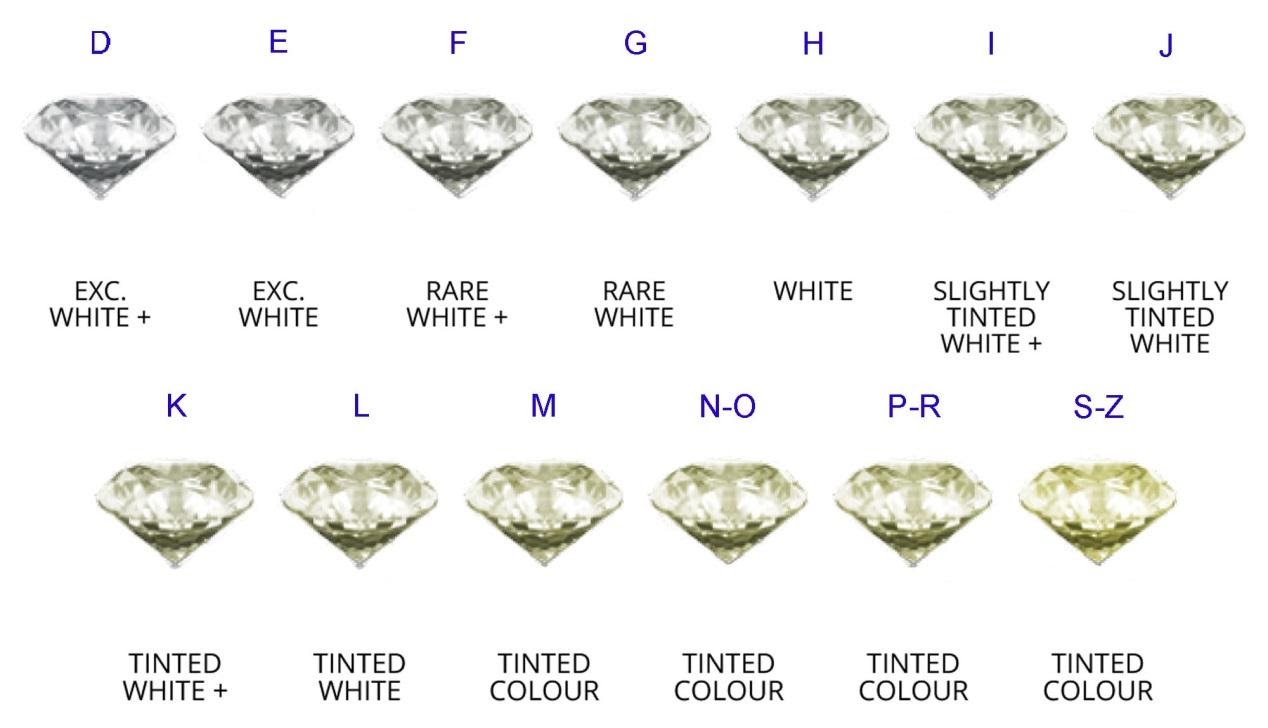 D E F G H I J
EXC. EXC. RARE RARE WHITE SLIGHTLY SLIGHTLY
WHITE + WHITE WHITE + WHITE TINTED TINTED
WHITE + WHITE
K L M N-O P-R S-Z
TINTED TINTED TINTED TINTED TINTED TINTED
WHITE + WHITE COLOUR COLOUR COLOUR COLOUR